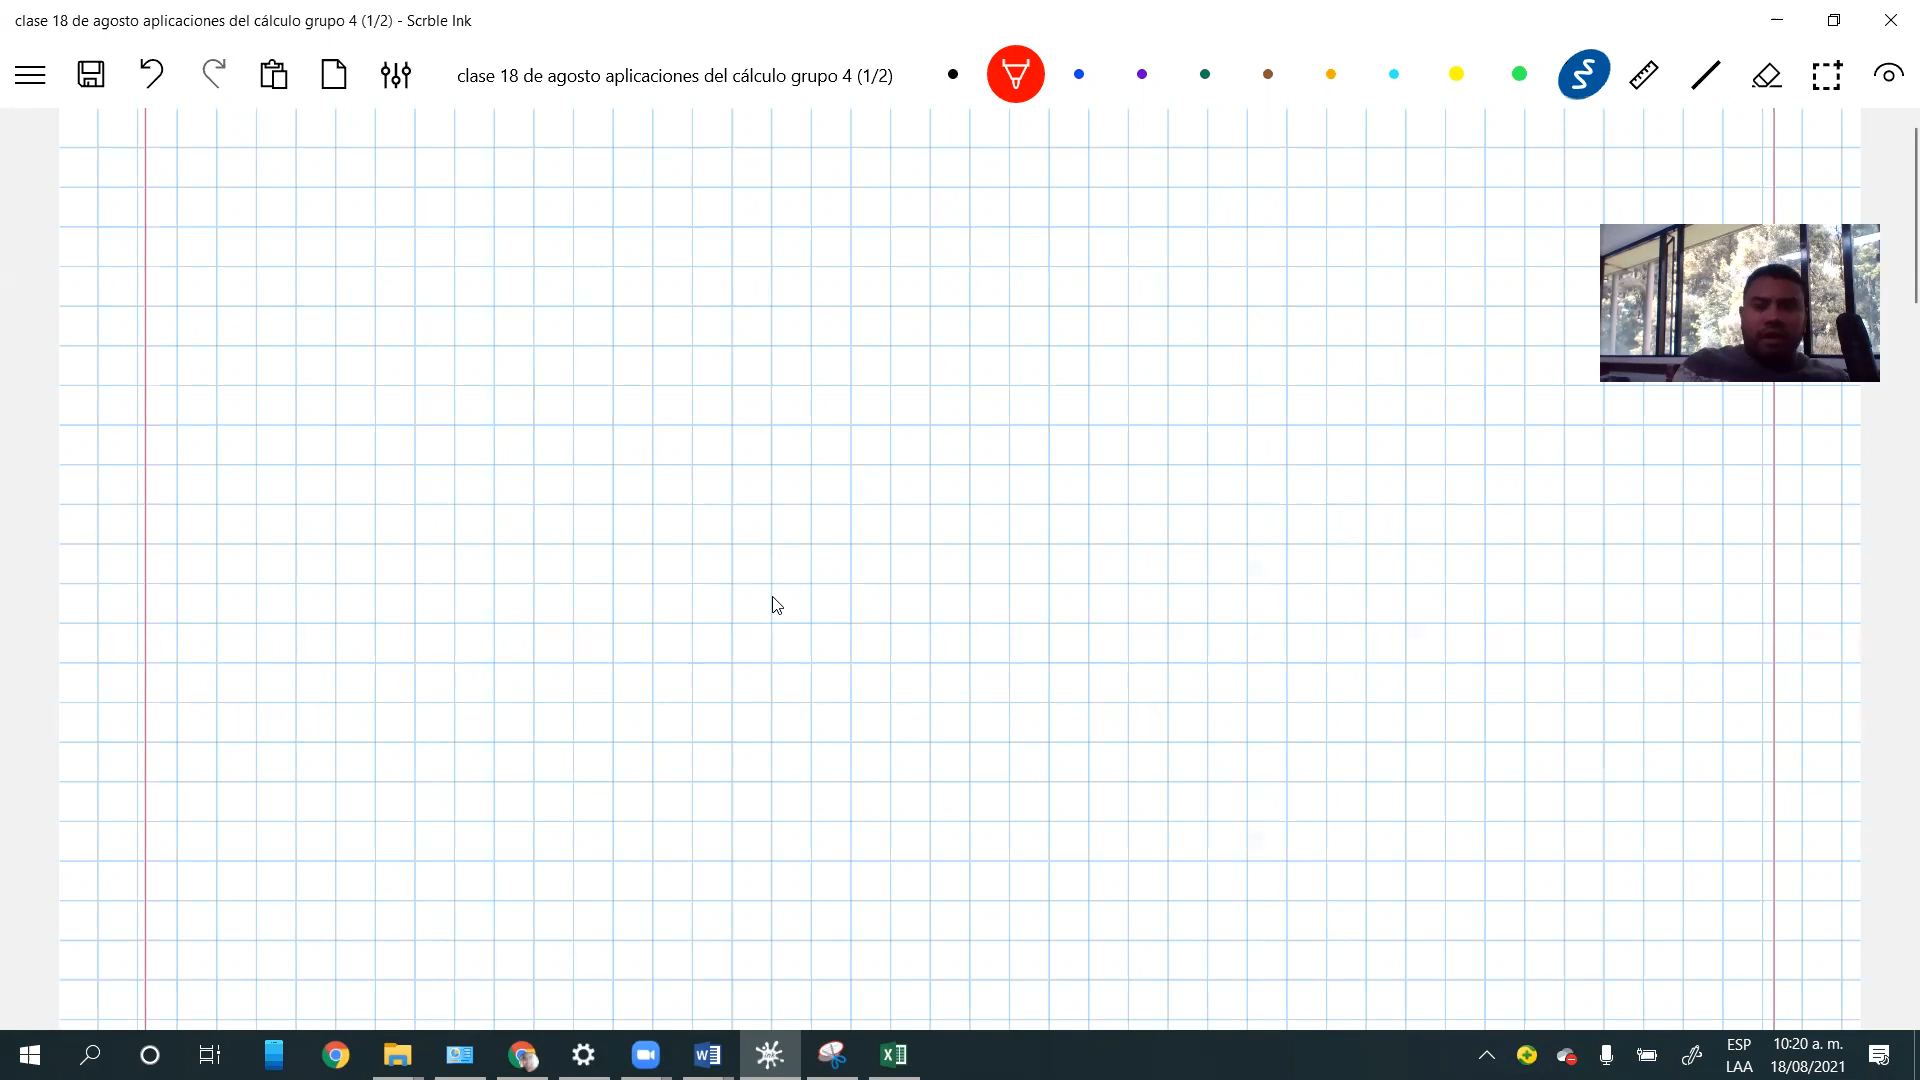 clase 18 de agosto aplicaciones del cálculo grupo 4 (1/2) - Scrble Ink
clase 18 de agosto aplicaciones del cálculo grupo 4 (1/2)
ESP
LAA
10:20 a. m.
18/08/2021